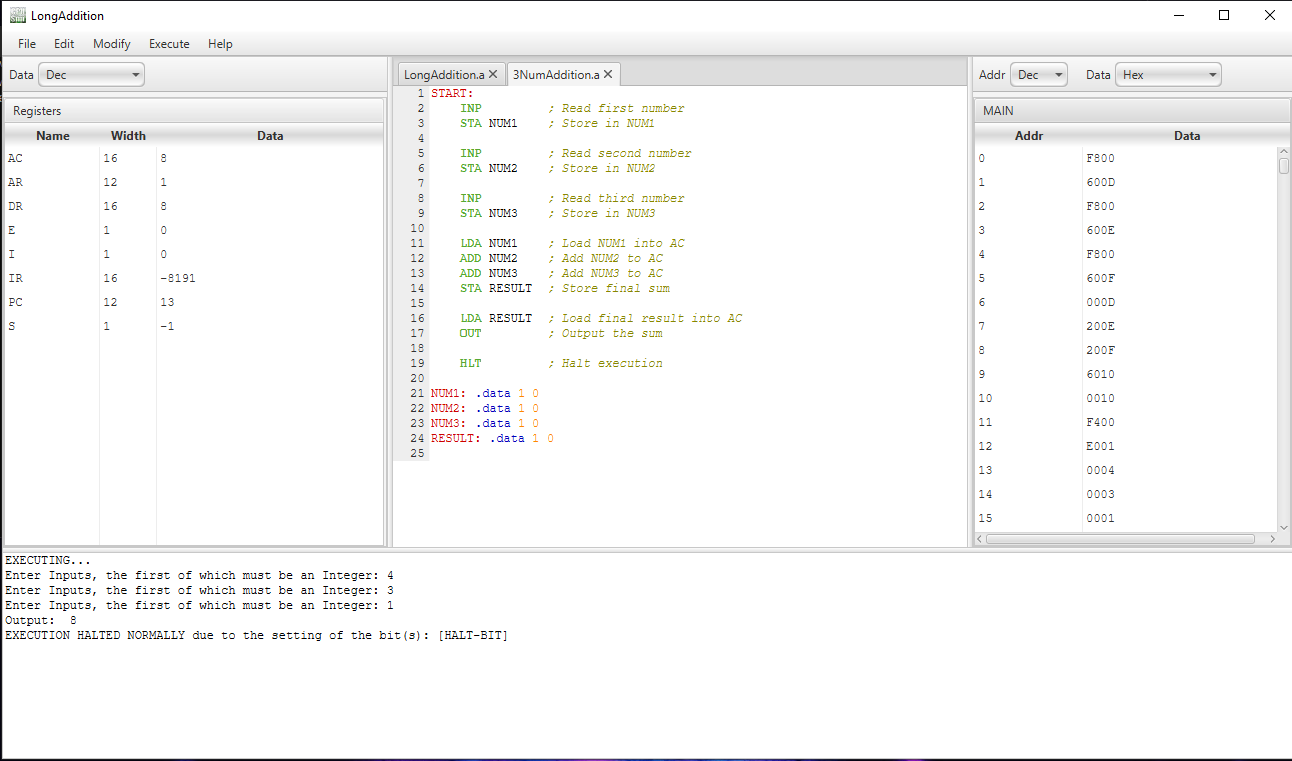 LongAddition
File Edit Modify Execute Help
Data Dec
Registers
Name Width Data
AC 16 8
AR 12 1
DR 16 8
E 1 0
I 1 0
IR 16 -8191
PC 12 13
S 1 -1
LongAddition.a 3NumAddition.a
1 START:
2 INP ; Read first number
3 STA NUM1 ; Store in NUM1
4
5 INP ; Read second number
6 STA NUM2 ; Store in NUM2
7
8 INP ; Read third number
9 STA NUM3 ; Store in NUM3
10
11 LDA NUM1 ; Load NUM1 into AC
12 ADD NUM2 ; Add NUM2 to AC
13 ADD NUM3 ; Add NUM3 to AC
14 STA RESULT ; Store final sum
15
16 LDA RESULT ; Load final result into AC
17 OUT ; Output the sum
18
19 HLT ; Halt execution
20
21 NUM1: .data 1 0
22 NUM2: .data 1 0
23 NUM3: .data 1 0
24 RESULT: .data 1 0
25
Addr Dec Data Hex
MAIN
Addr Data
0 F800
1 600D
2 F800
3 600E
4 F800
5 600F
6 000D
7 200E
8 200F
9 6010
10 0010
11 F400
12 E001
13 0004
14 0003
15 0001
EXECUTING...
Enter Inputs, the first of which must be an Integer: 4
Enter Inputs, the first of which must be an Integer: 3
Enter Inputs, the first of which must be an Integer: 1
Output: 8
EXECUTION HALTED NORMALLY due to the setting of the bit(s): [HALT-BIT]